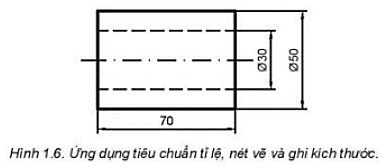 Ø30
Ø50
70
Hình 1.6. Ứng dụng tiêu chuẩn tỉ lệ, nét vẽ và ghi kích thước.